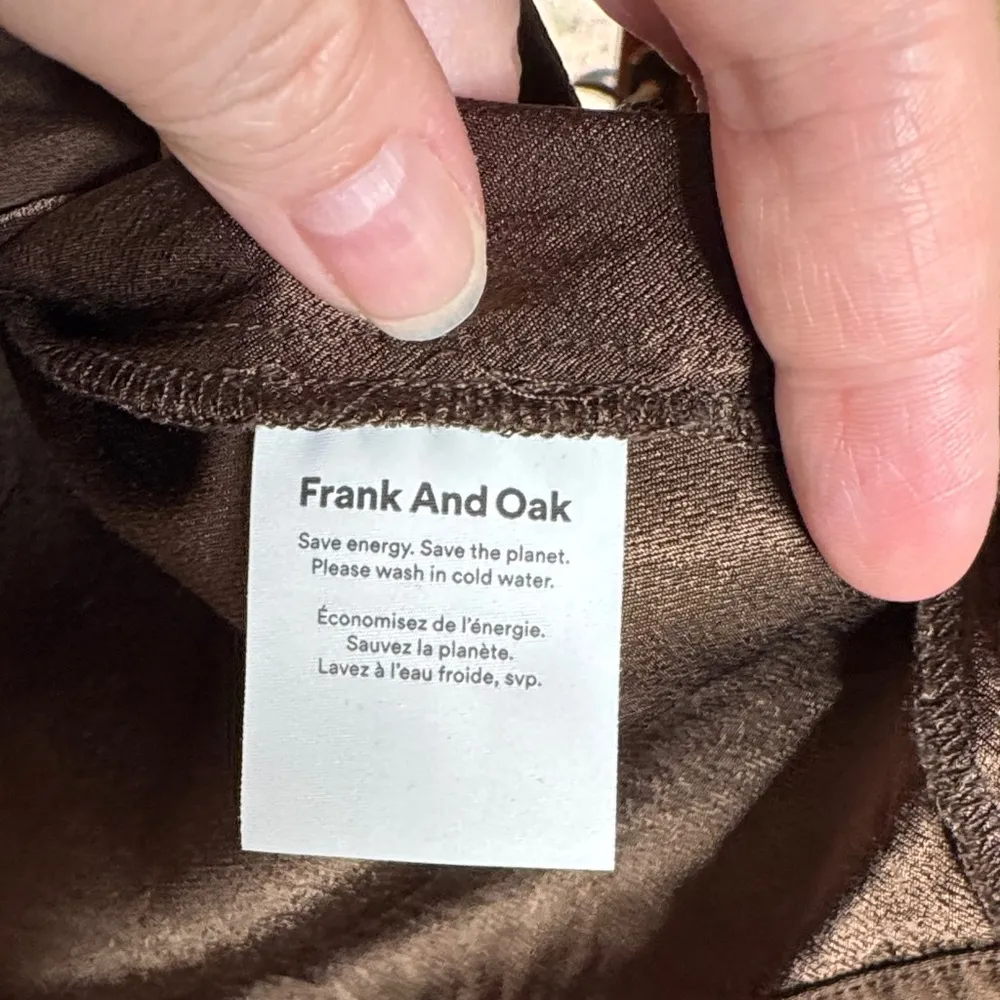 Frank And Oak
Save energy. Save the planet.
Please wash in cold water.
Économisez de l'énergie.
Sauvez la planète.
Lavez à l'eau froide, svp.